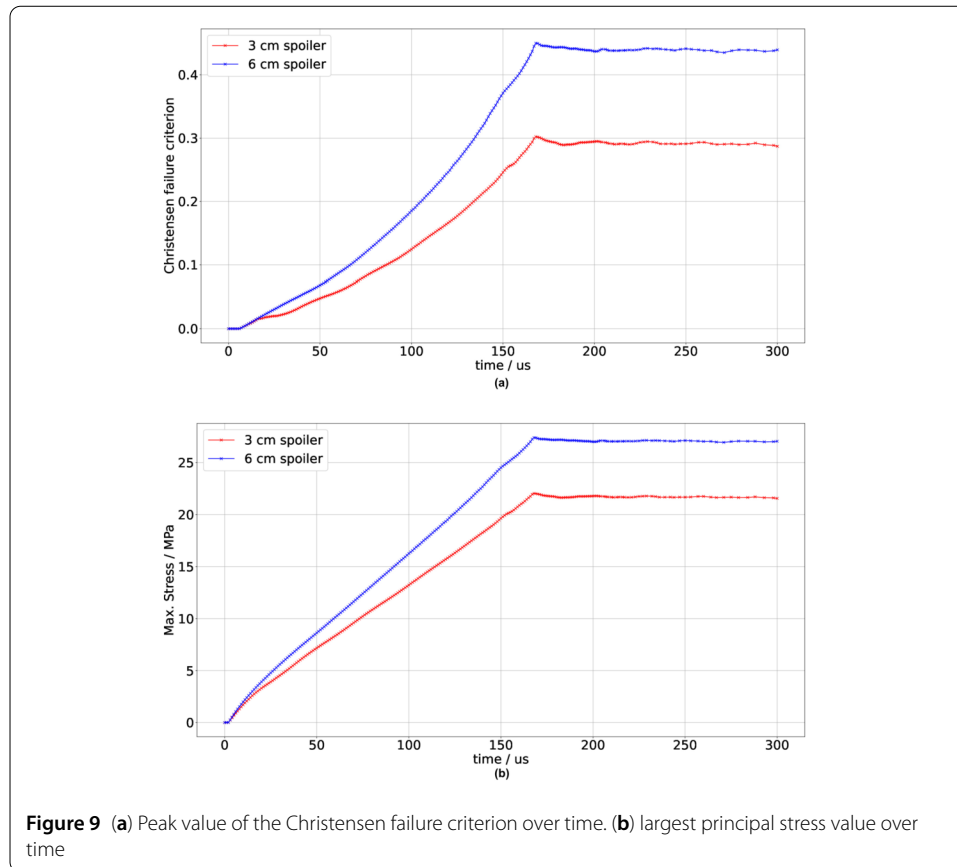 3 cm spoiler
6 cm spoiler
Christensen failure criterion
0.4
0.3
0.2
0.1
0.0
0 50 100 150 200 250 300
time / us
(a)
3 cm spoiler
6 cm spoiler
Max. Stress / MPa
25
20
15
10
5
0
0 50 100 150 200 250 300
time / us
(b)
Figure 9 (a) Peak value of the Christensen failure criterion over time. (b) largest principal stress value over
time